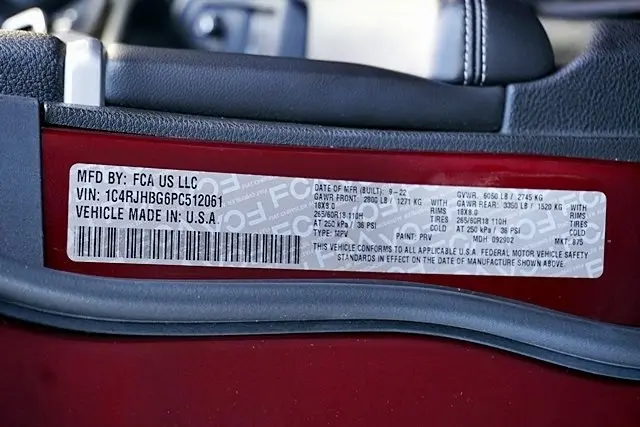 MFD BY: FCA US LLC
VIN: 1C4RJHBG6PC512061
VEHICLE MADE IN: U.S.A.
DATE OF MFR (BUILT): 9-22 GVWR: 6050 LB / 2745 KG
GAWR FRONT: 2800 LB / 1271 KG WITH GAWR REAR: 3350 LB / 1520 KG WITH
18X8.0 RIMS 18X8.0 RIMS
265/60R18 110H TIRES 265/60R18 110H TIRES
AT 250 kPa / 36 PSI COLD AT 250 kPa / 36 PSI COLD
TYPE: MPV PAINT: PRV MDH: 092902 MKT: 875
THIS VEHICLE CONFORMS TO ALL APPLICABLE U.S.A. FEDERAL MOTOR VEHICLE SAFETY
STANDARDS IN EFFECT ON THE DATE OF MANUFACTURE SHOWN ABOVE.